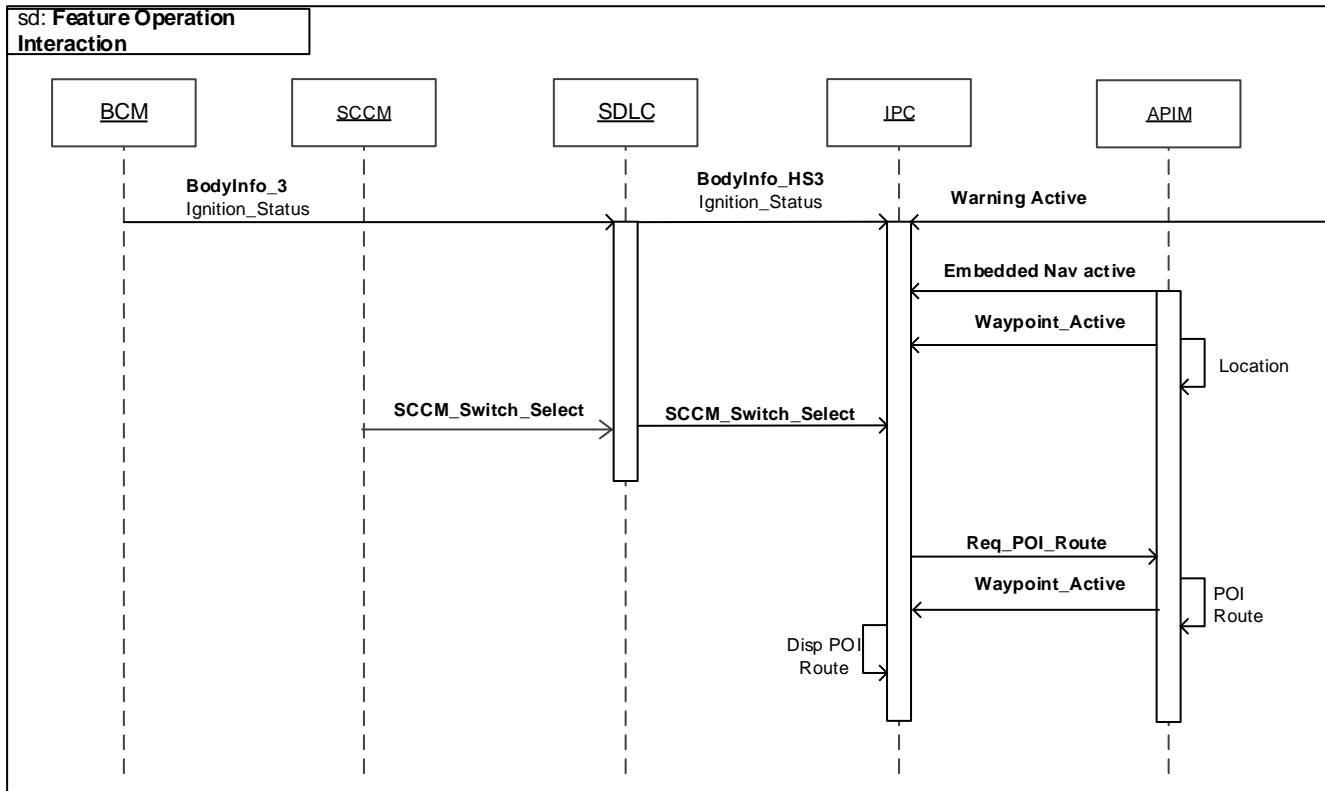 sd: Feature Operation
Interaction
BCM
SCCM
SDLC
IPC
APIM
BodyInfo_3
Ignition_Status
BodyInfo_HS3
Ignition_Status
Warning Active
Embedded Nav active
Waypoint_Active
Location
SCCM_Switch_Select
SCCM_Switch_Select
Req_POI_Route
Waypoint_Active
POI
Route
Disp POI
Route